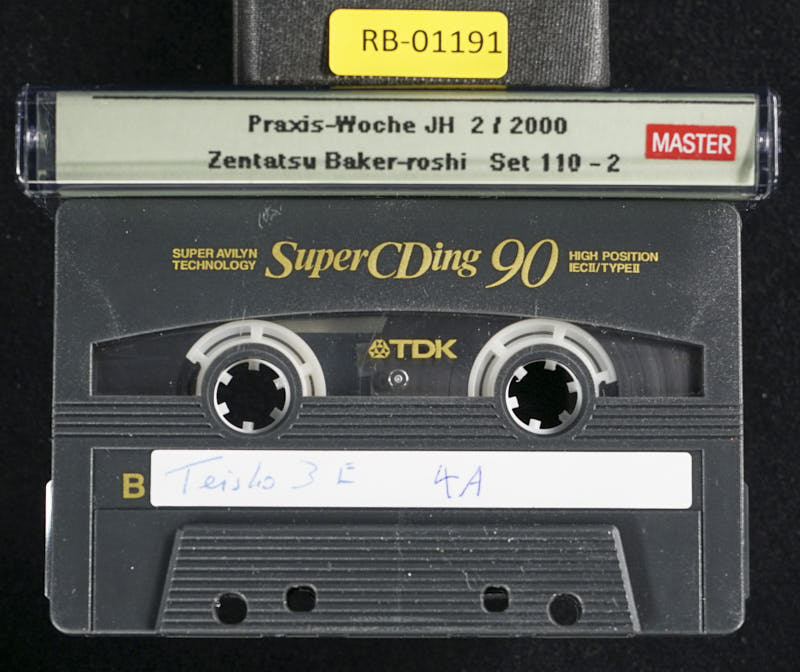 RB-01191
Praxis-Woche JH 2 / 2000
MASTER
Zentatsu Baker-roshi Set 110 - 2
SUPER AVILYN
TECHNOLOGY
SuperCDing 90
HIGH POSITION
IECII/TYPEII
TDK
B
Teisho 3 E 4A